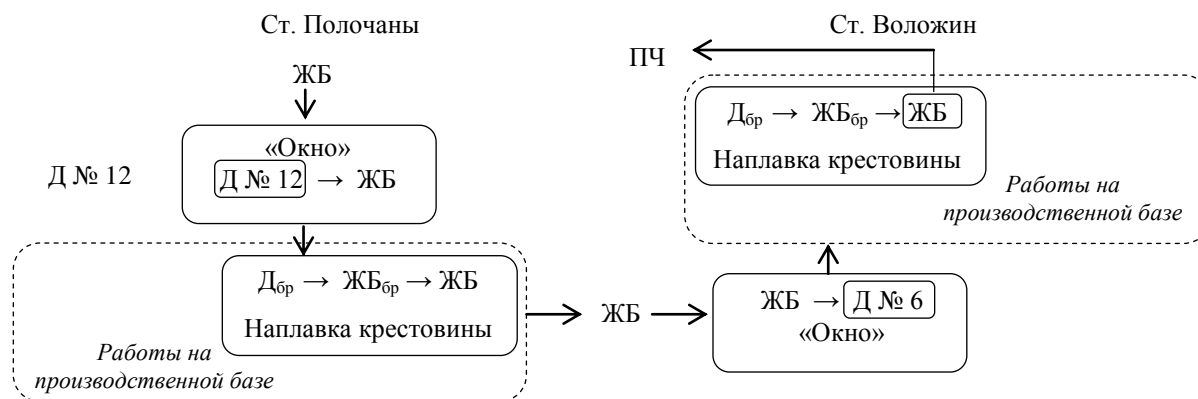 Ст. Полочаны
ЖБ
«Окно»
Д № 12 → ЖБ
Д № 12
Дбр → ЖБбр → ЖБ
Наплавка крестовины
Работы на
производственной базе
ЖБ
Ст. Воложин
ПЧ
Дбр → ЖБбр → ЖБ
Наплавка крестовины
Работы на
производственной базе
ЖБ → Д № 6
«Окно»